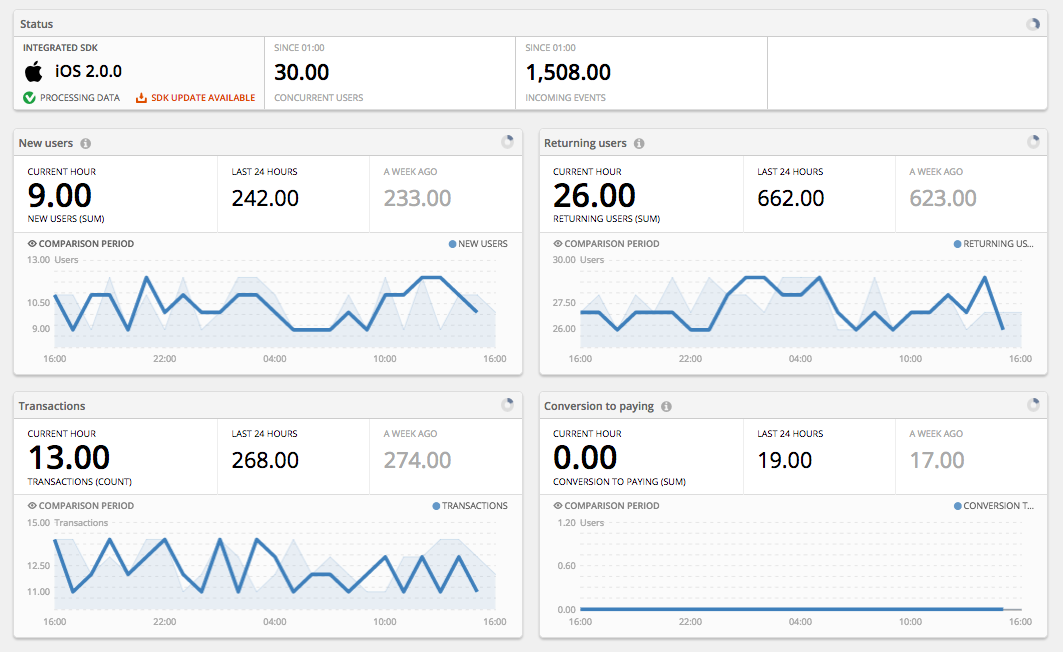 Status
INTEGRATED SDK
iOS 2.0.0
PROCESSING DATA SDK UPDATE AVAILABLE
SINCE 01:00
30.00
CONCURRENT USERS
SINCE 01:00
1,508.00
INCOMING EVENTS
New users
CURRENT HOUR
9.00
NEW USERS (SUM)
LAST 24 HOURS
242.00
A WEEK AGO
233.00
COMPARISON PERIOD NEW USERS
13.00 Users
10.50
9.00
16:00 22:00 04:00 10:00 16:00
Returning users
CURRENT HOUR
26.00
RETURNING USERS (SUM)
LAST 24 HOURS
662.00
A WEEK AGO
623.00
COMPARISON PERIOD RETURNING US...
30.00 Users
27.50
26.00
16:00 22:00 04:00 10:00 16:00
Transactions
CURRENT HOUR
13.00
TRANSACTIONS (COUNT)
LAST 24 HOURS
268.00
A WEEK AGO
274.00
COMPARISON PERIOD TRANSACTIONS
15.00 Transactions
12.50
11.00
16:00 22:00 04:00 10:00 16:00
Conversion to paying
CURRENT HOUR
0.00
CONVERSION TO PAYING (SUM)
LAST 24 HOURS
19.00
A WEEK AGO
17.00
COMPARISON PERIOD CONVERSION T...
1.20 Users
0.60
0.00
16:00 22:00 04:00 10:00 16:00